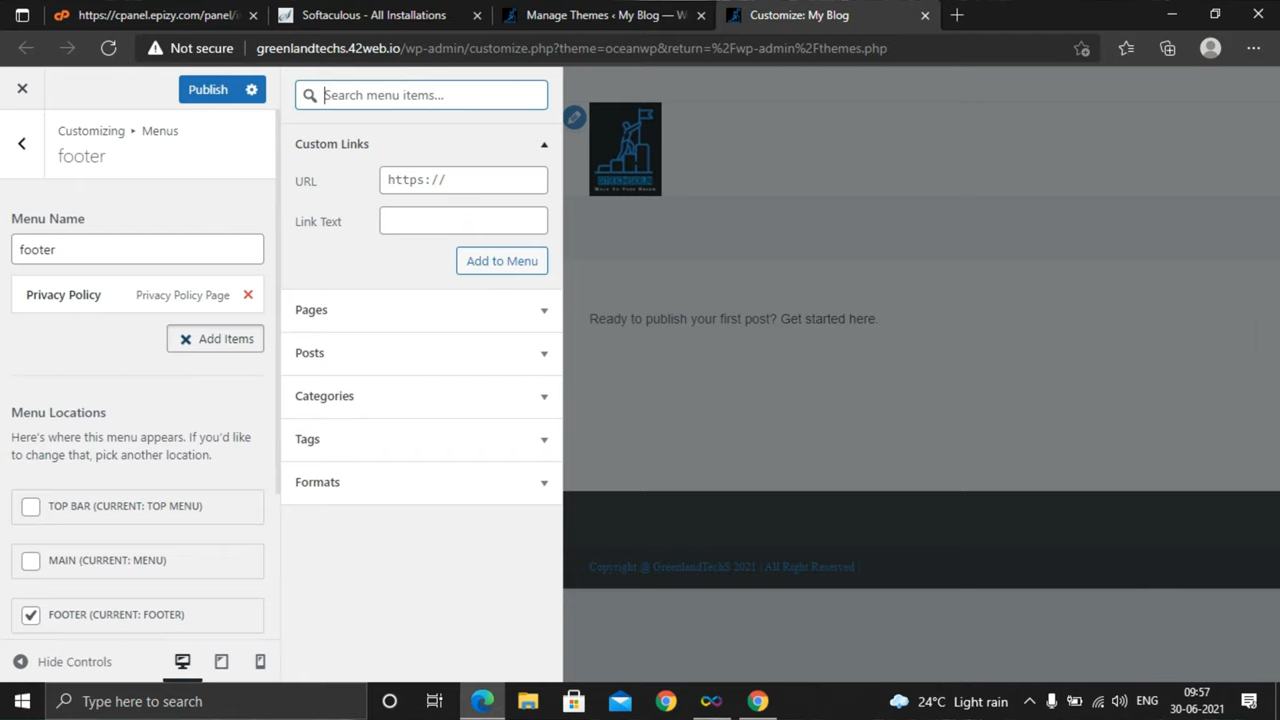 https://cpanel.epizy.com/panel/i
Softaculous - All Installations
Manage Themes ‹ My Blog — W
Customize: My Blog
Not secure
greenlandtechs.42web.io/wp-admin/customize.php?theme=oceanwp&return=%2Fwp-admin%2Fthemes.php
Publish
Customizing ▸ Menus
footer
Menu Name
footer
Privacy Policy
Privacy Policy Page
Add Items
Menu Locations
Here's where this menu appears. If you'd like
to change that, pick another location.
TOP BAR (CURRENT: TOP MENU)
MAIN (CURRENT: MENU)
FOOTER (CURRENT: FOOTER)
Hide Controls
Search menu items...
Custom Links
URL
https://
Link Text
Add to Menu
Pages
Posts
Categories
Tags
Formats
Ready to publish your first post? Get started here.
Copyright @ GreenlandTechS 2021 | All Right Reserved |
Type here to search
24°C Light rain
ENG
09:57
30-06-2021